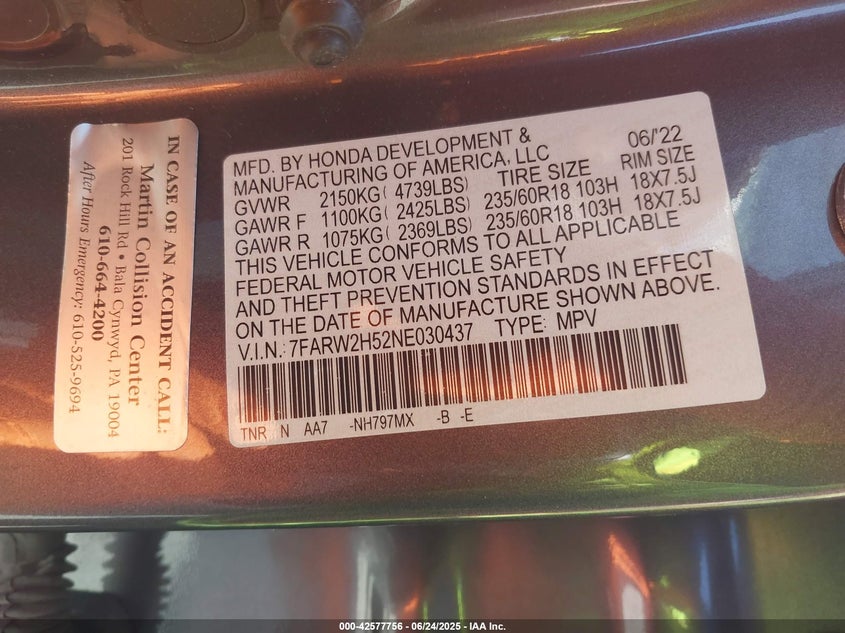 IN CASE OF AN ACCIDENT CALL:
Martin Collision Center
201 Rock Hill Rd • Bala Cynwyd, PA 19004
610-664-4200
After Hours Emergency: 610-525-9694
MFD. BY HONDA DEVELOPMENT & 06/'22
MANUFACTURING OF AMERICA, LLC TIRE SIZE RIM SIZE
GVWR 2150KG( 4739LBS)
GAWR F 1100KG( 2425LBS) 235/60R18 103H 18X7.5J
GAWR R 1075KG( 2369LBS) 235/60R18 103H 18X7.5J
THIS VEHICLE CONFORMS TO ALL APPLICABLE
FEDERAL MOTOR VEHICLE SAFETY
AND THEFT PREVENTION STANDARDS IN EFFECT
ON THE DATE OF MANUFACTURE SHOWN ABOVE.
V.I.N.: 7FARW2H52NE030437 TYPE: MPV
TNR N AA7 -NH797MX -B -E
000-42577756 - 06/24/2025 - IAA Inc.